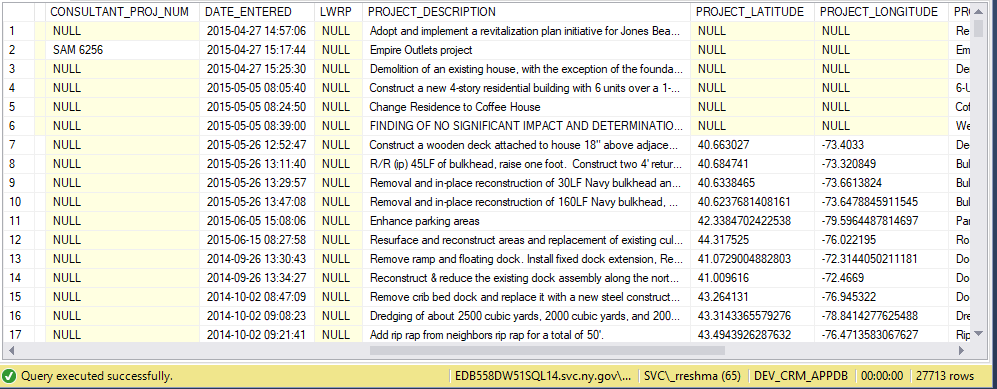 CONSULTANT_PROJ_NUM DATE_ENTERED LWRP PROJECT_DESCRIPTION PROJECT_LATITUDE PROJECT_LONGITUDE
1 NULL 2015-04-27 14:57:06 NULL Adopt and implement a revitalization plan initiative for Jones Bea... NULL NULL Re
2 SAM 6256 2015-04-27 15:17:44 NULL Empire Outlets project NULL NULL Em
3 NULL 2015-04-27 15:25:30 NULL Demolition of an existing house, with the exception of the founda... NULL NULL De
4 NULL 2015-05-05 08:05:40 NULL Construct a new 4-story residential building with 6 units over a 1-... NULL NULL 6-U
5 NULL 2015-05-05 08:24:50 NULL Change Residence to Coffee House NULL NULL Cof
6 NULL 2015-05-05 08:39:00 NULL FINDING OF NO SIGNIFICANT IMPACT AND DETERMINATIO... NULL NULL We
7 NULL 2015-05-26 12:52:47 NULL Construct a wooden deck attached to house 18" above adjace... 40.663027 -73.4033 De
8 NULL 2015-05-26 13:11:40 NULL R/R (ip) 45LF of bulkhead, raise one foot. Construct two 4' retur... 40.684741 -73.320849 Bul
9 NULL 2015-05-26 13:29:57 NULL Removal and in-place reconstruction of 30LF Navy bulkhead an... 40.6338465 -73.6613824 Bul
10 NULL 2015-05-26 13:47:08 NULL Removal and in-place reconstruction of 160LF Navy bulkhead, ... 40.6237681408161 -73.6478845911545 Bul
11 NULL 2015-06-05 15:08:06 NULL Enhance parking areas 42.3384702422538 -79.5964487814697 Par
12 NULL 2015-06-15 08:27:58 NULL Resurface and reconstruct areas and replacement of existing cul... 44.317525 -76.022195 Ro
13 NULL 2014-09-26 13:30:43 NULL Remove ramp and floating dock. Install fixed dock extension, Re... 41.0729004882803 -72.3144050211181 Do
14 NULL 2014-09-26 13:34:27 NULL Reconstruct & reduce the existing dock assembly along the nort... 41.009616 -72.4669 Do
15 NULL 2014-10-02 08:47:09 NULL Remove crib bed dock and replace it with a new steel construct... 43.264131 -76.945322 Do
16 NULL 2014-10-02 09:08:23 NULL Dredging of about 2500 cubic yards, 2000 cubic yards, and 200... 43.3143365579276 -78.8414277625488 Dre
17 NULL 2014-10-02 09:21:41 NULL Add rip rap from neighbors rip rap for a total of 50'. 43.4943926287632 -76.4713583067627 Rip
Query executed successfully. EDB558DW51SQL14.svc.ny.gov\... SVC\_rreshma (65) DEV_CRM_APPDB 00:00:00 27713 rows